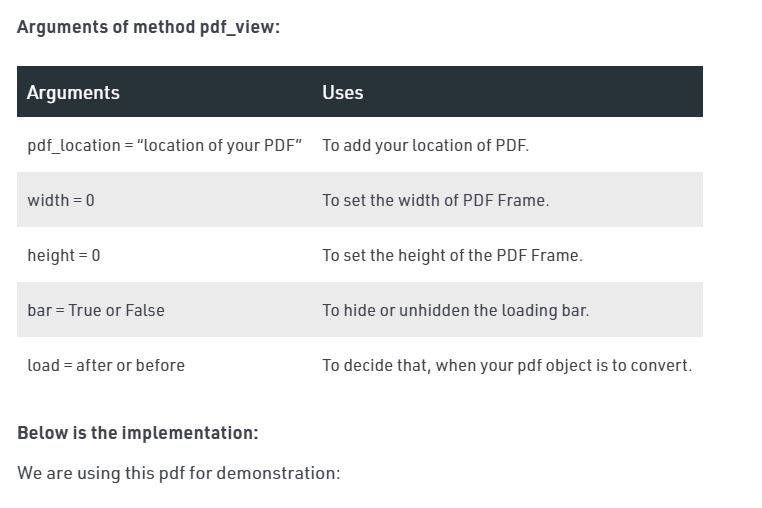 Arguments of method pdf_view:
Arguments Uses
pdf_location = “location of your PDF” To add your location of PDF.
width = 0 To set the width of PDF Frame.
height = 0 To set the height of the PDF Frame.
bar = True or False To hide or unhidden the loading bar.
load = after or before To decide that, when your pdf object is to convert.
Below is the implementation:
We are using this pdf for demonstration: